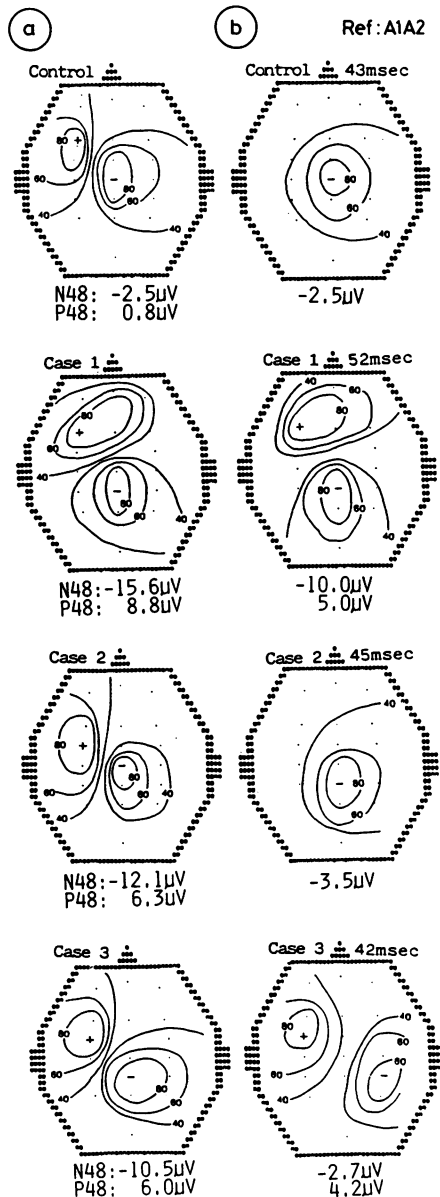 a b Ref:A1A2
Control Control 43msec
80 + - 80 60 60 40 40
- 80 60 40
N48: -2.5µV -2.5µV
P48: 0.8µV
Case 1 Case 1 52msec
80 + 60 40 - 80 60 40
40 60 80 + 80 - 60 40
N48:-15.6µV -10.0µV
P48: 8.8µV 5.0µV
Case 2 Case 2 45msec
80 + - 80 60 40 60 40
40 - 80 60
N48:-12.1µV -3.5µV
P48: 6.3µV
Case 3 Case 3 42msec
80 + 60 40 - 80 60 40
80 + 60 40 40 60 80 -
N48:-10.5µV -2.7µV
P48: 6.0µV 4.2µV